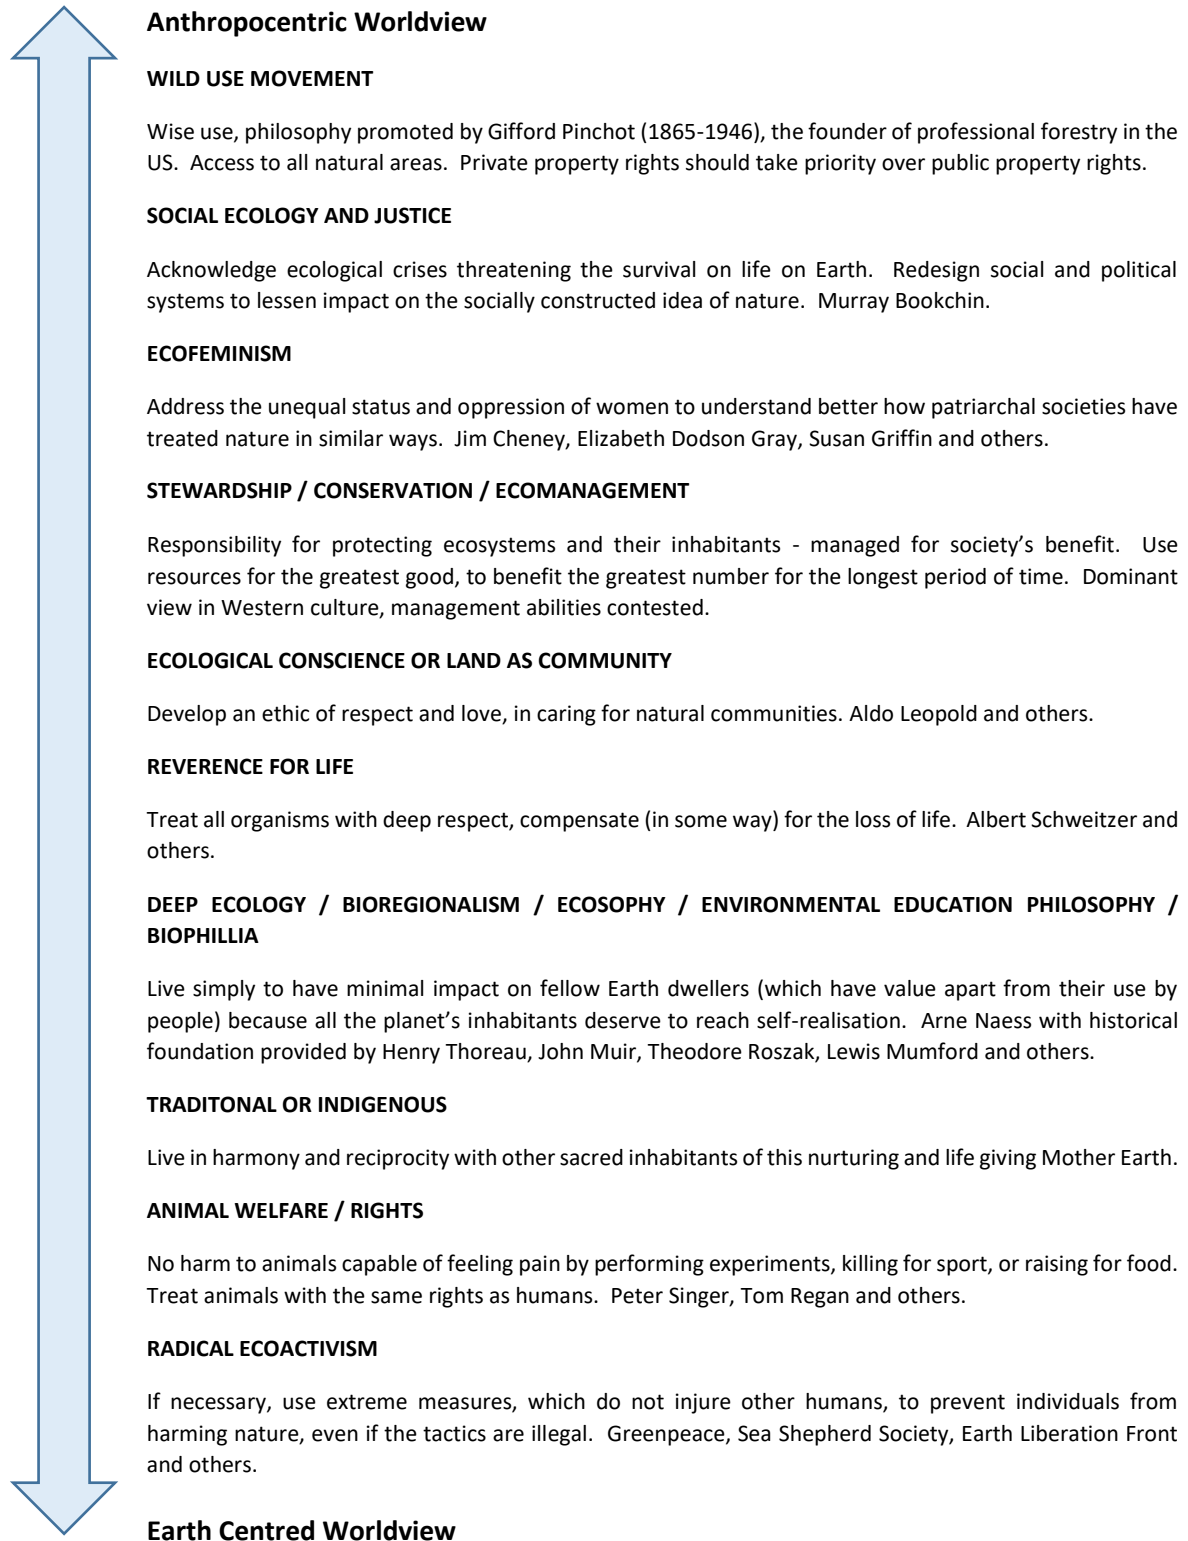 Anthropocentric Worldview
WILD USE MOVEMENT
Wise use, philosophy promoted by Gifford Pinchot (1865-1946), the founder of professional forestry in the
US. Access to all natural areas. Private property rights should take priority over public property rights.
SOCIAL ECOLOGY AND JUSTICE
Acknowledge ecological crises threatening the survival on life on Earth. Redesign social and political
systems to lessen impact on the socially constructed idea of nature. Murray Bookchin.
ECOFEMINISM
Address the unequal status and oppression of women to understand better how patriarchal societies have
treated nature in similar ways. Jim Cheney, Elizabeth Dodson Gray, Susan Griffin and others.
STEWARDSHIP / CONSERVATION / ECOMANAGEMENT
Responsibility for protecting ecosystems and their inhabitants - managed for society’s benefit. Use
resources for the greatest good, to benefit the greatest number for the longest period of time. Dominant
view in Western culture, management abilities contested.
ECOLOGICAL CONSCIENCE OR LAND AS COMMUNITY
Develop an ethic of respect and love, in caring for natural communities. Aldo Leopold and others.
REVERENCE FOR LIFE
Treat all organisms with deep respect, compensate (in some way) for the loss of life. Albert Schweitzer and
others.
DEEP ECOLOGY / BIOREGIONALISM / ECOSOPHY / ENVIRONMENTAL EDUCATION PHILOSOPHY /
BIOPHILLIA
Live simply to have minimal impact on fellow Earth dwellers (which have value apart from their use by
people) because all the planet’s inhabitants deserve to reach self-realisation. Arne Naess with historical
foundation provided by Henry Thoreau, John Muir, Theodore Roszak, Lewis Mumford and others.
TRADITONAL OR INDIGENOUS
Live in harmony and reciprocity with other sacred inhabitants of this nurturing and life giving Mother Earth.
ANIMAL WELFARE / RIGHTS
No harm to animals capable of feeling pain by performing experiments, killing for sport, or raising for food.
Treat animals with the same rights as humans. Peter Singer, Tom Regan and others.
RADICAL ECOACTIVISM
If necessary, use extreme measures, which do not injure other humans, to prevent individuals from
harming nature, even if the tactics are illegal. Greenpeace, Sea Shepherd Society, Earth Liberation Front
and others.
Earth Centred Worldview